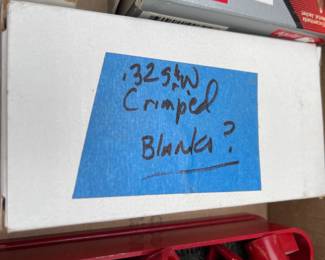 .32 S&W
Crimped
Blanks?